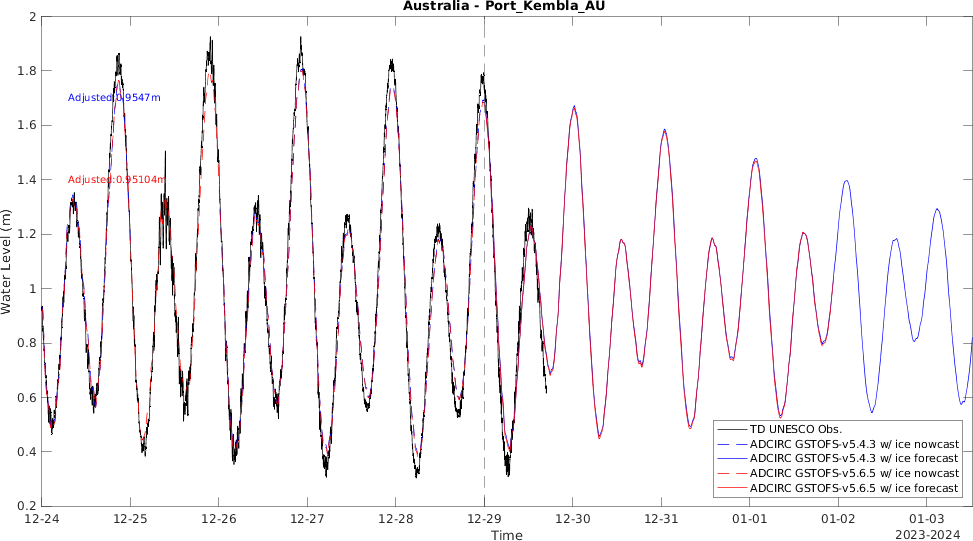 Australia - Port_Kembla_AU
2
1.8
1.6
1.4
1.2
1
0.8
0.6
0.4
0.2
Water Level (m)
Adjusted:0.9547m
Adjusted:0.95104m
TD UNESCO Obs.
ADCIRC GSTOFS-v5.4.3 w/ ice nowcast
ADCIRC GSTOFS-v5.4.3 w/ ice forecast
ADCIRC GSTOFS-v5.6.5 w/ ice nowcast
ADCIRC GSTOFS-v5.6.5 w/ ice forecast
12-24 12-25 12-26 12-27 12-28 12-29 12-30 12-31 01-01 01-02 01-03
Time
2023-2024